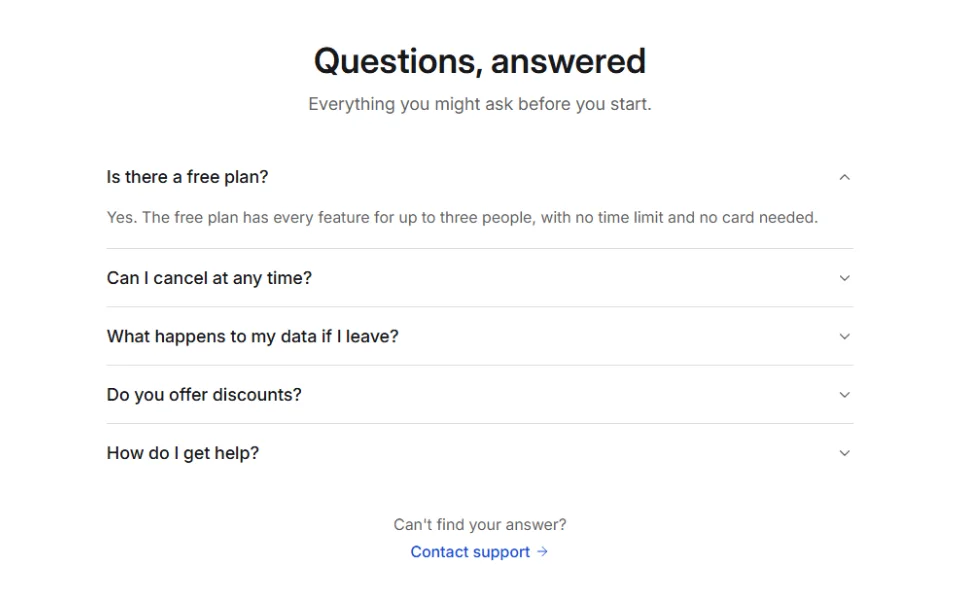 Questions, answered
Everything you might ask before you start.
Is there a free plan?
Yes. The free plan has every feature for up to three people, with no time limit and no card needed.
Can I cancel at any time?
What happens to my data if I leave?
Do you offer discounts?
How do I get help?
Can't find your answer?
Contact support →